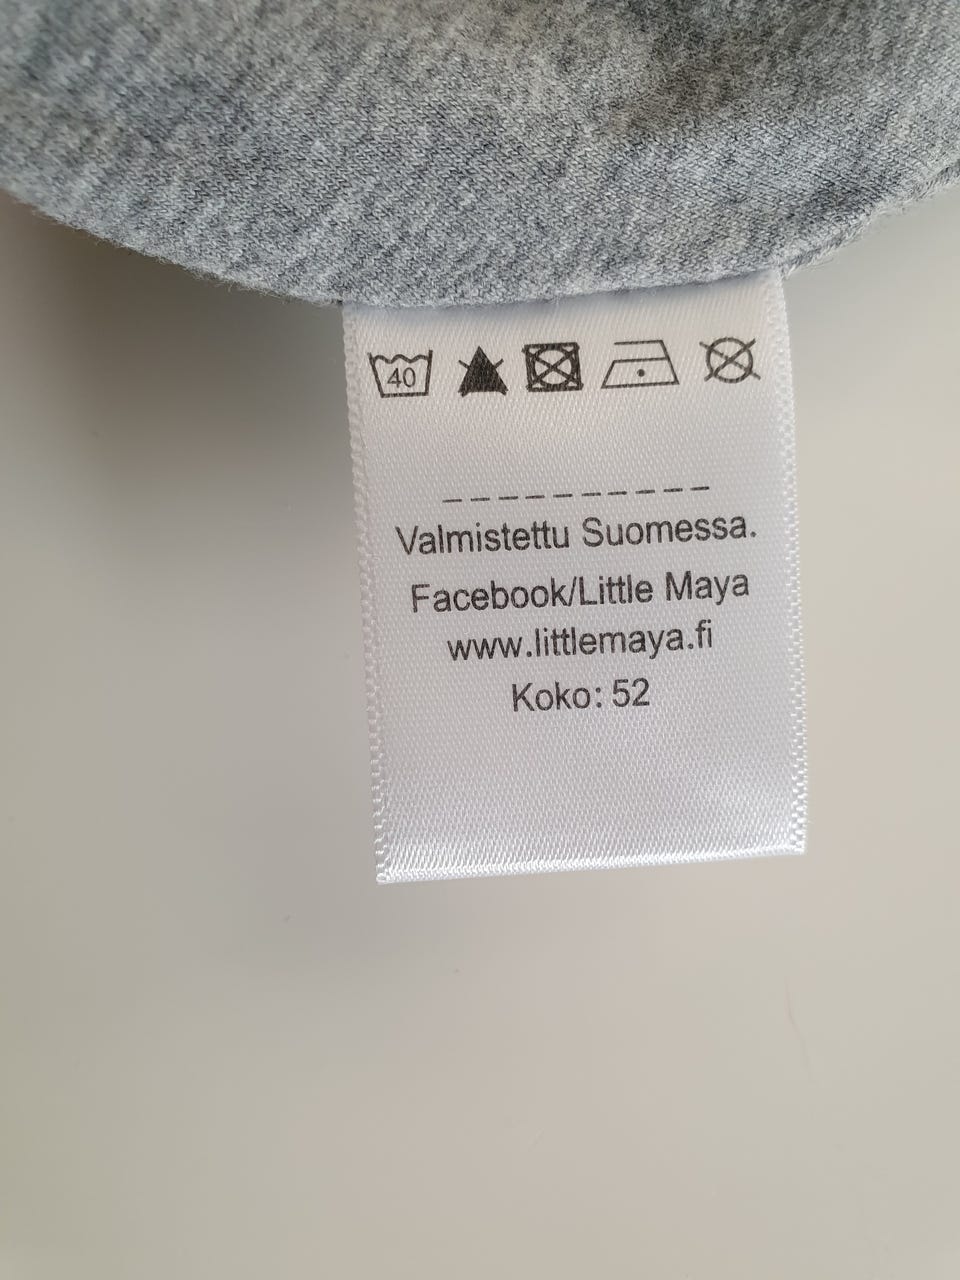 40
Valmistettu Suomessa.
Facebook/Little Maya
www.littlemaya.fi
Koko: 52